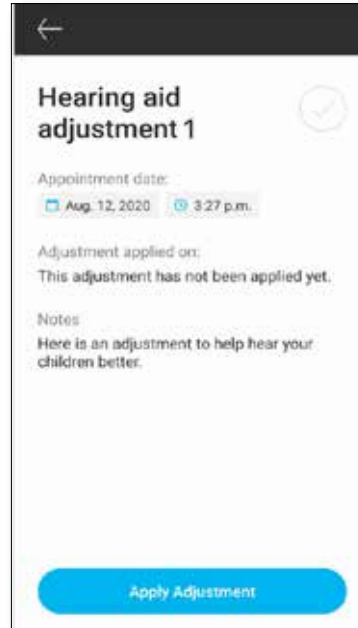 Hearing aid
adjustment 1
Appointment date:
Aug. 12, 2020 3:27 p.m.
Adjustment applied on:
This adjustment has not been applied yet.
Notes
Here is an adjustment to help hear your
children better.
Apply Adjustment